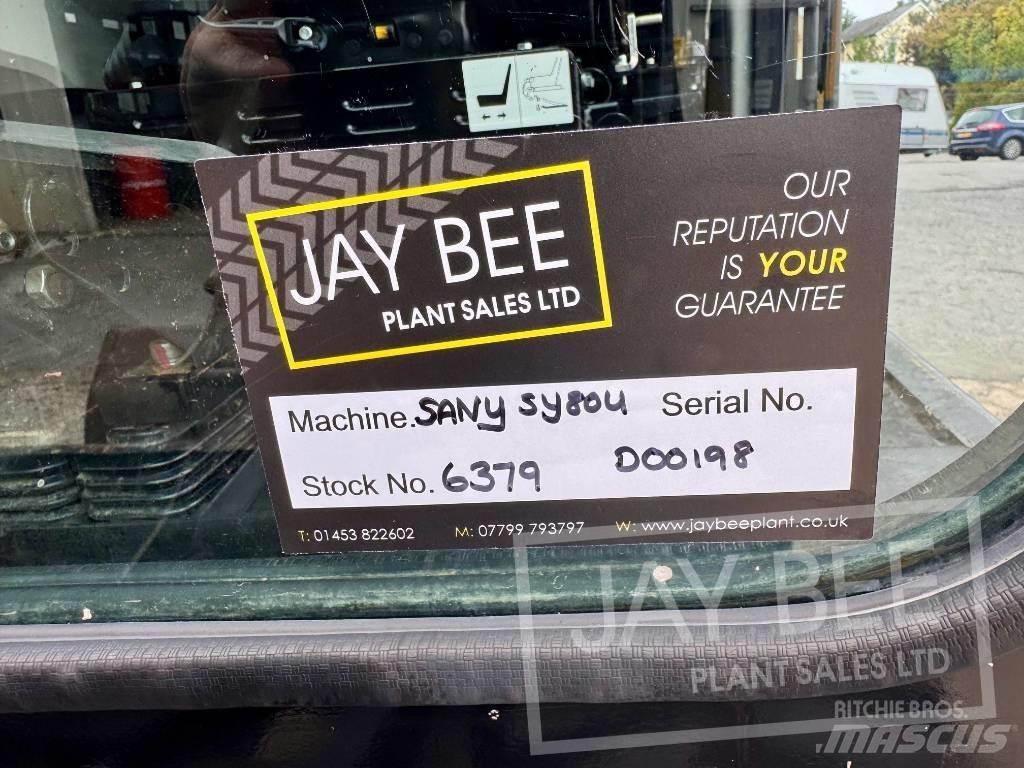 JAY BEE
PLANT SALES LTD
OUR
REPUTATION
IS YOUR
GUARANTEE
Machine. SANY SY80U Serial No.
Stock No. 6379 D00198
T: 01453 822602 M: 07799 793797 W: www.jaybeeplant.co.uk
JAY BEE
PLANT SALES LTD
RITCHIE BROS.
MASCUS